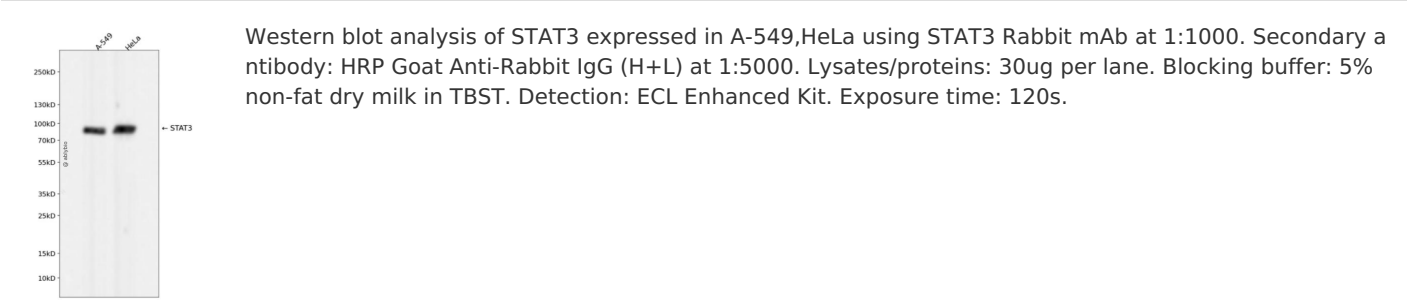 A-549
HeLa
250kD
130kD
100kD
← STAT3
70kD
55kD
35kD
25kD
15kD
10kD
Western blot analysis of STAT3 expressed in A-549,HeLa using STAT3 Rabbit mAb at 1:1000. Secondary a
ntibody: HRP Goat Anti-Rabbit IgG (H+L) at 1:5000. Lysates/proteins: 30ug per lane. Blocking buffer: 5%
non-fat dry milk in TBST. Detection: ECL Enhanced Kit. Exposure time: 120s.